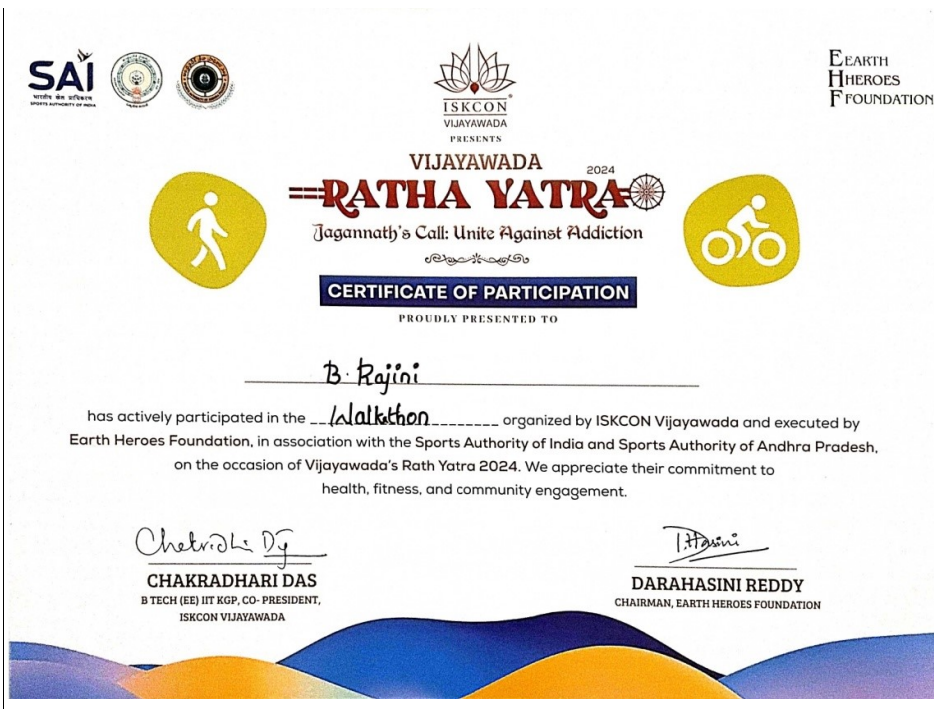 SAI
भारतीय खेल प्राधिकरण
SPORTS AUTHORITY OF INDIA
ISKCON
VIJAYAWADA
PRESENTS
EEARTH
HHEROES
FFOUNDATION
VIJAYAWADA
2024
RATHA YATRA
Jagannath's Call: Unite Against Addiction
CERTIFICATE OF PARTICIPATION
PROUDLY PRESENTED TO
B. Rajini
has actively participated in the Walkthon organized by ISKCON Vijayawada and executed by
Earth Heroes Foundation, in association with the Sports Authority of India and Sports Authority of Andhra Pradesh,
on the occasion of Vijayawada's Rath Yatra 2024. We appreciate their commitment to
health, fitness, and community engagement.
CHAKRADHARI DAS
B TECH (EE) IIT KGP, CO- PRESIDENT,
ISKCON VIJAYAWADA
T. Hasini
DARAHASINI REDDY
CHAIRMAN, EARTH HEROES FOUNDATION